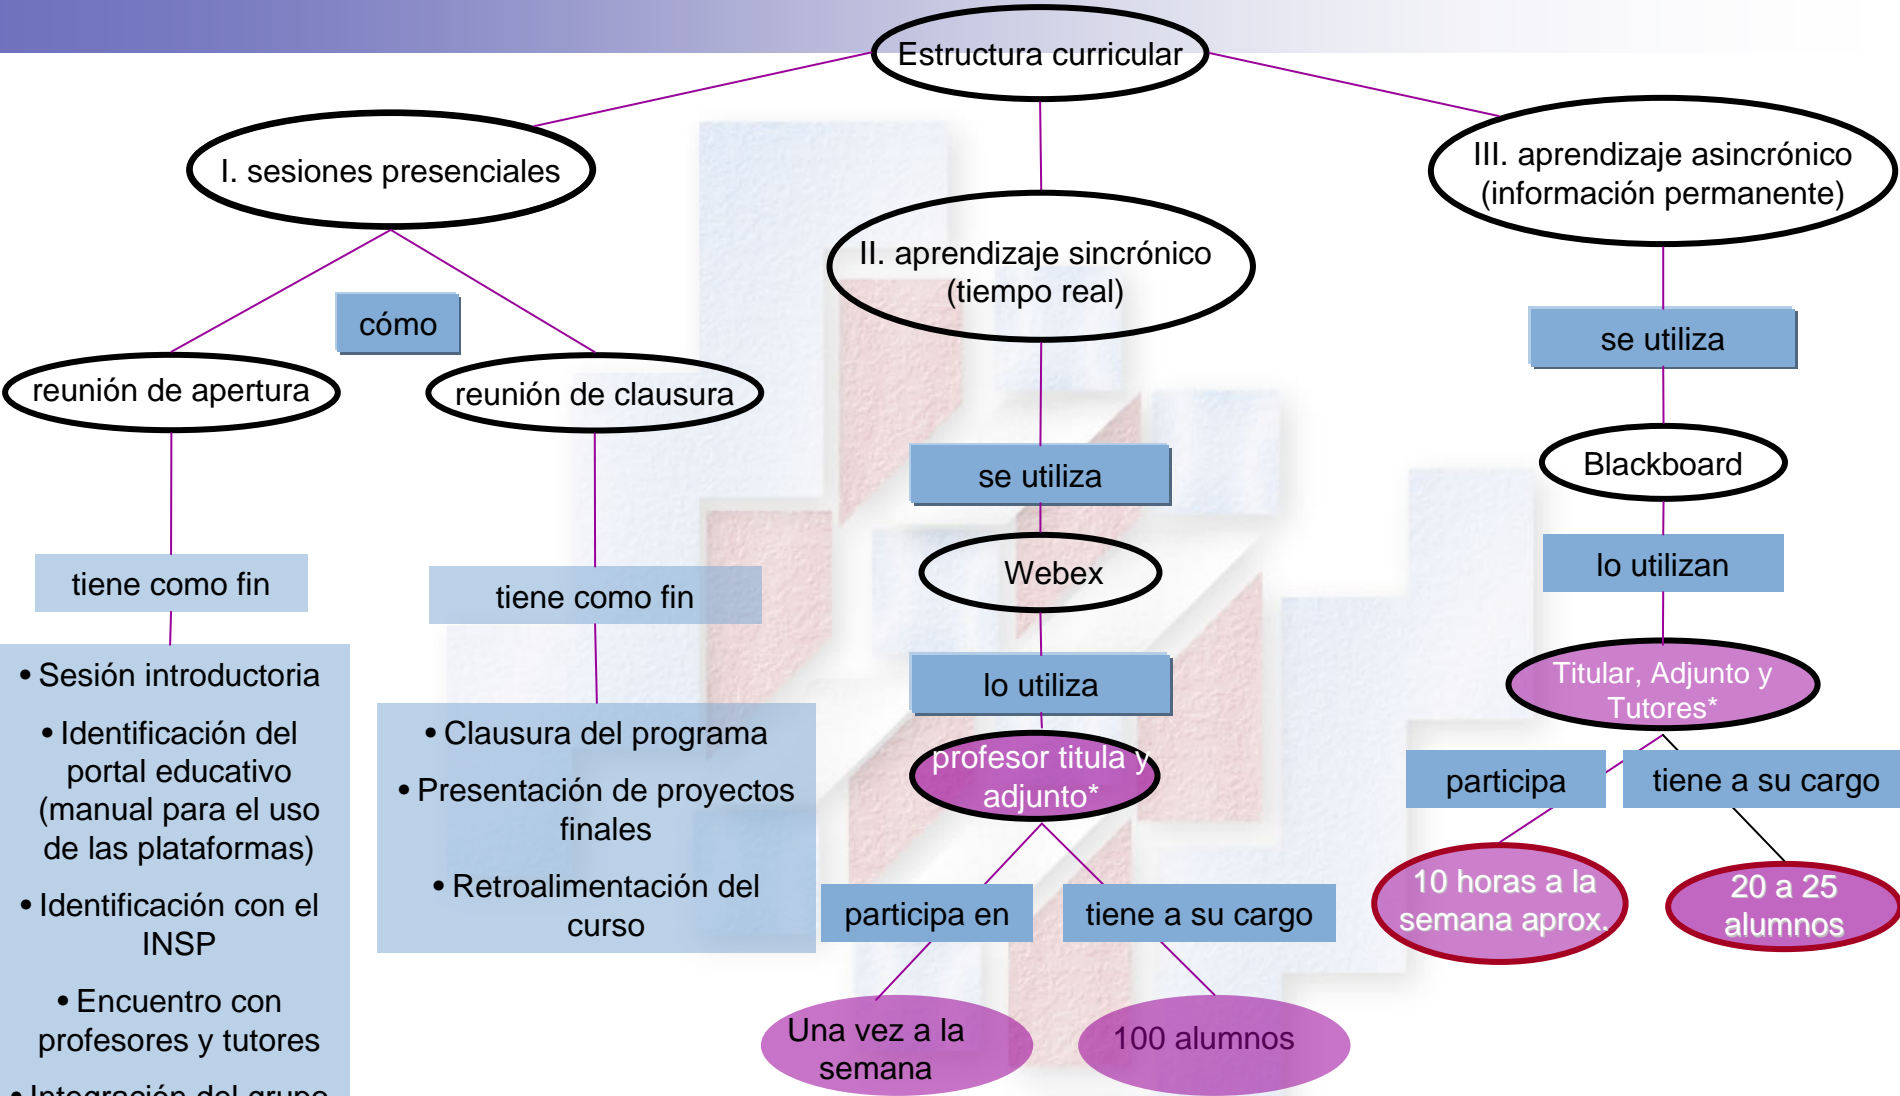 Estructura curricular
I. sesiones presenciales
cómo
reunión de apertura
reunión de clausura
tiene como fin
• Sesión introductoria
• Identificación del
portal educativo
(manual para el uso
de las plataformas)
• Identificación con el
INSP
• Encuentro con
profesores y tutores
• Integración del grupo
tiene como fin
• Clausura del programa
• Presentación de proyectos
finales
• Retroalimentación del
curso
II. aprendizaje sincrónico
(tiempo real)
se utiliza
Webex
lo utiliza
profesor titula y
adjunto*
participa en
tiene a su cargo
Una vez a la
semana
100 alumnos
III. aprendizaje asincrónico
(información permanente)
se utiliza
Blackboard
lo utilizan
Titular, Adjunto y
Tutores*
participa
tiene a su cargo
10 horas a la
semana aprox.
20 a 25
alumnos